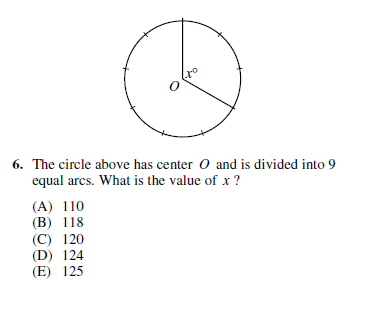 x°
O
6. The circle above has center O and is divided into 9
equal arcs. What is the value of x ?
(A) 110
(B) 118
(C) 120
(D) 124
(E) 125